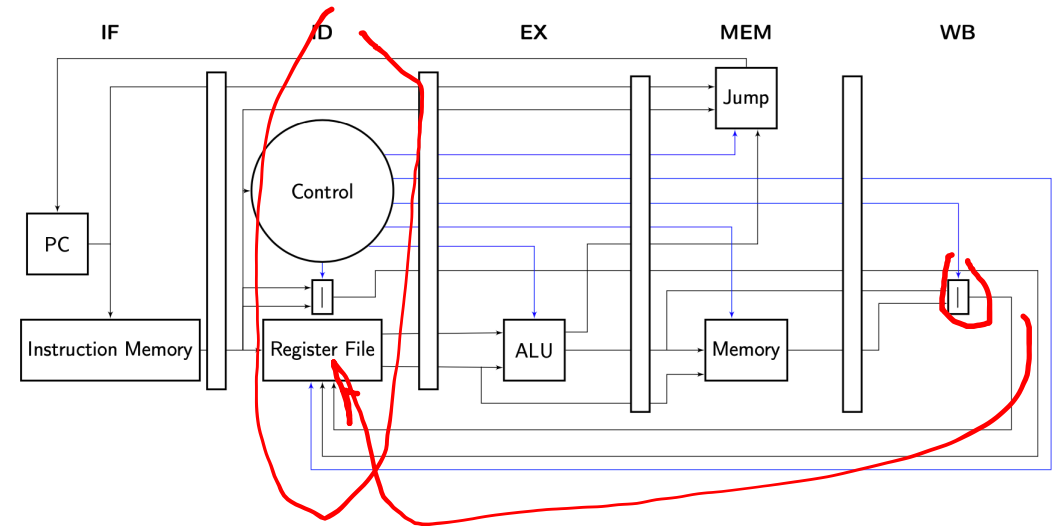 IF
ID
EX
MEM
WB
Jump
Control
PC
|
|
Instruction Memory
Register File
ALU
Memory